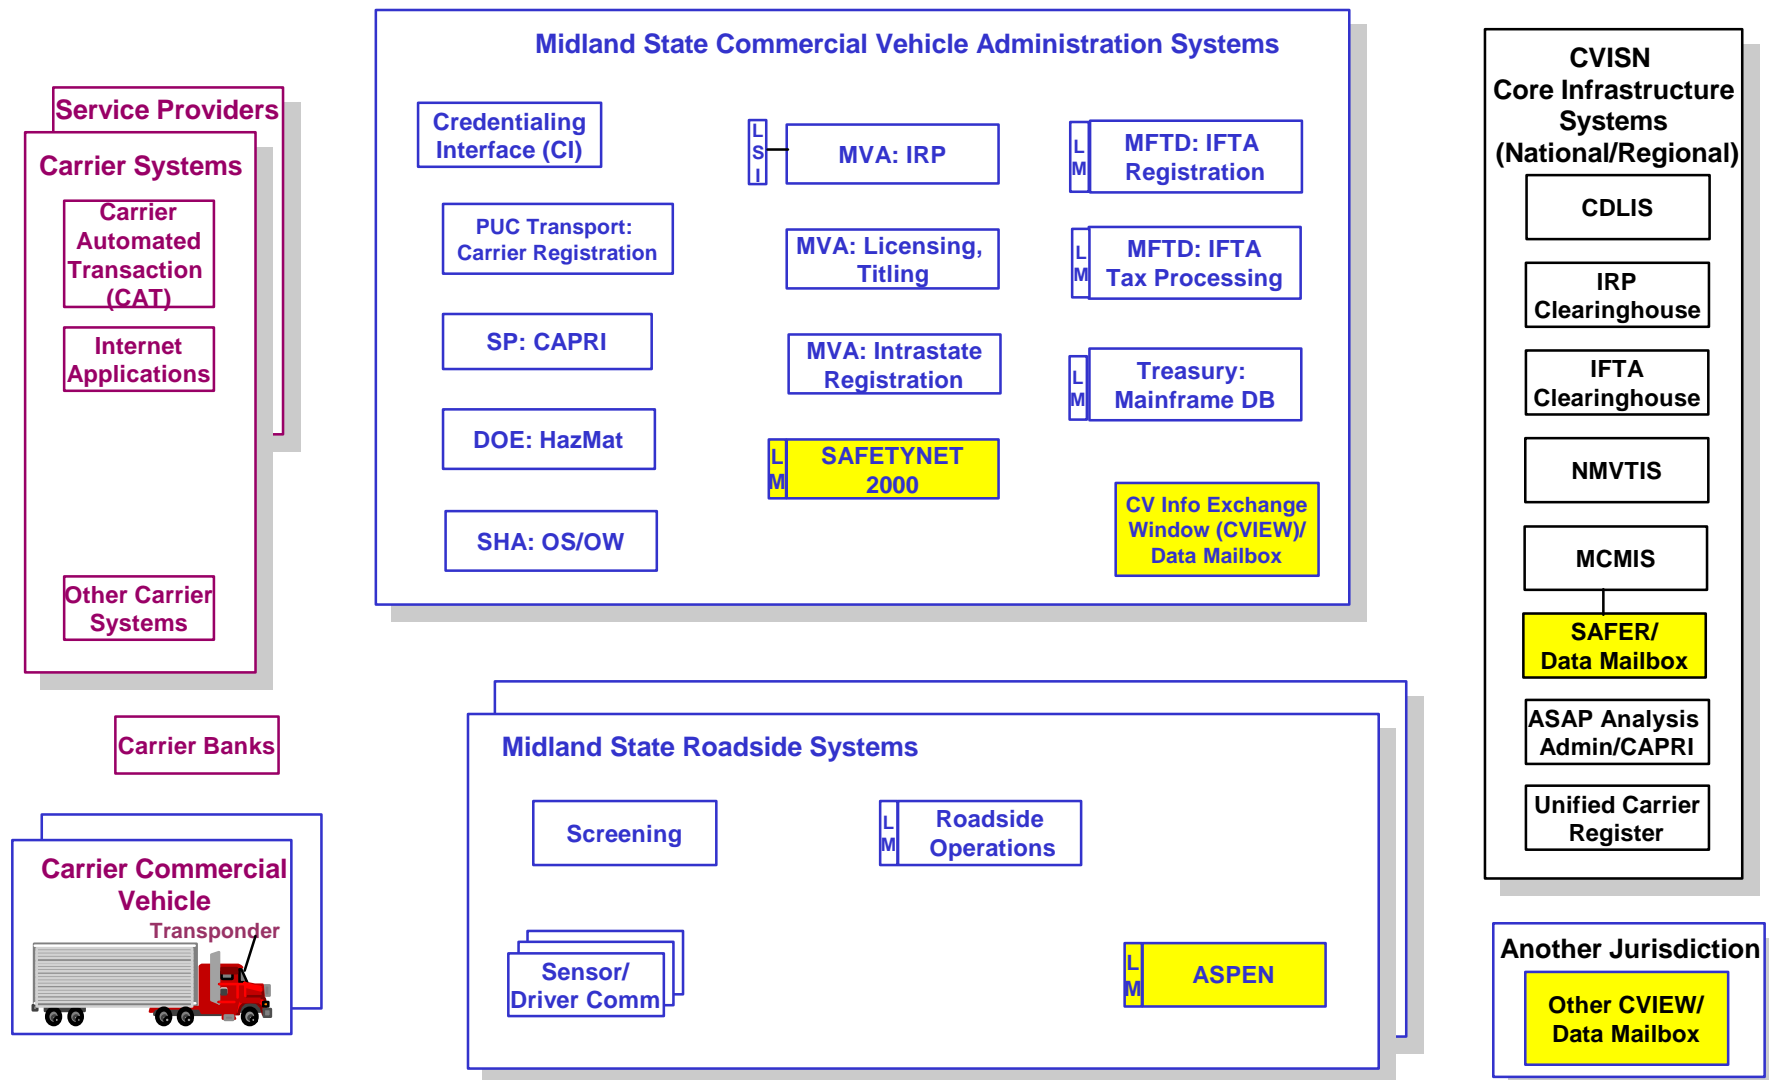 Midland State Commercial Vehicle Administration Systems
Service Providers
Carrier Systems
Carrier
Automated
Transaction
(CAT)
Internet
Applications
Other Carrier
Systems
Carrier Banks
Carrier Commercial
Vehicle
Transponder
Credentialing
Interface (CI)
PUC Transport:
Carrier Registration
SP: CAPRI
DOE: HazMat
SHA: OS/OW
L
S
I
MVA: IRP
MVA: Licensing,
Titling
MVA: Intrastate
Registration
L
M
SAFETYNET
2000
L
M
MFTD: IFTA
Registration
L
M
MFTD: IFTA
Tax Processing
L
M
Treasury:
Mainframe DB
CV Info Exchange
Window (CVIEW)/
Data Mailbox
Midland State Roadside Systems
Screening
L
M
Roadside
Operations
Sensor/
Driver Comm
L
M
ASPEN
CVISN
Core Infrastructure
Systems
(National/Regional)
CDLIS
IRP
Clearinghouse
IFTA
Clearinghouse
NMVTIS
MCMIS
SAFER/
Data Mailbox
ASAP Analysis
Admin/CAPRI
Unified Carrier
Register
Another Jurisdiction
Other CVIEW/
Data Mailbox